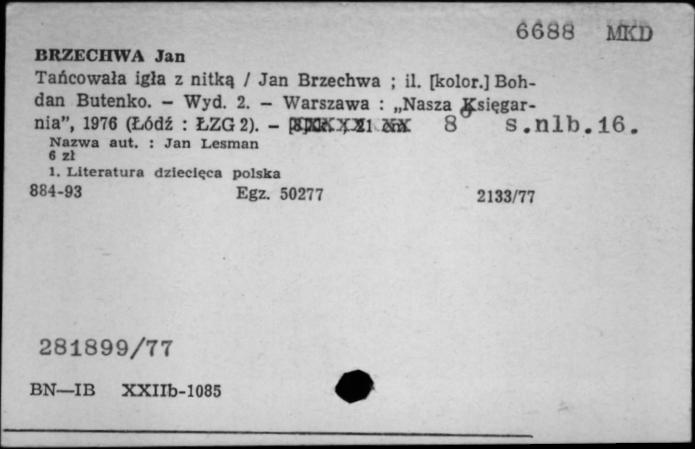 6688 MKD
BRZECHWA Jan
Tańcowała igła z nitką / Jan Brzechwa ; il. [kolor.] Boh-
dan Butenko. – Wyd. 2. – Warszawa : „Nasza Księgar-
nia”, 1976 (Łódź : ŁZG 2). – 21 cm 8° s.nlb.16.
Nazwa aut. : Jan Lesman
6 zł
1. Literatura dziecięca polska
884-93 Egz. 50277 2133/77
281899/77
BN—IB XXIIb-1085